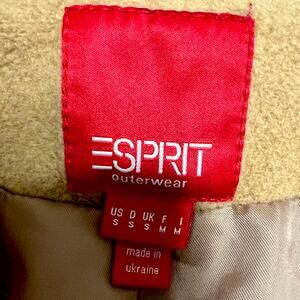 ESPRIT
outerwear
US D UK F I
S S S M M
made in
ukraine